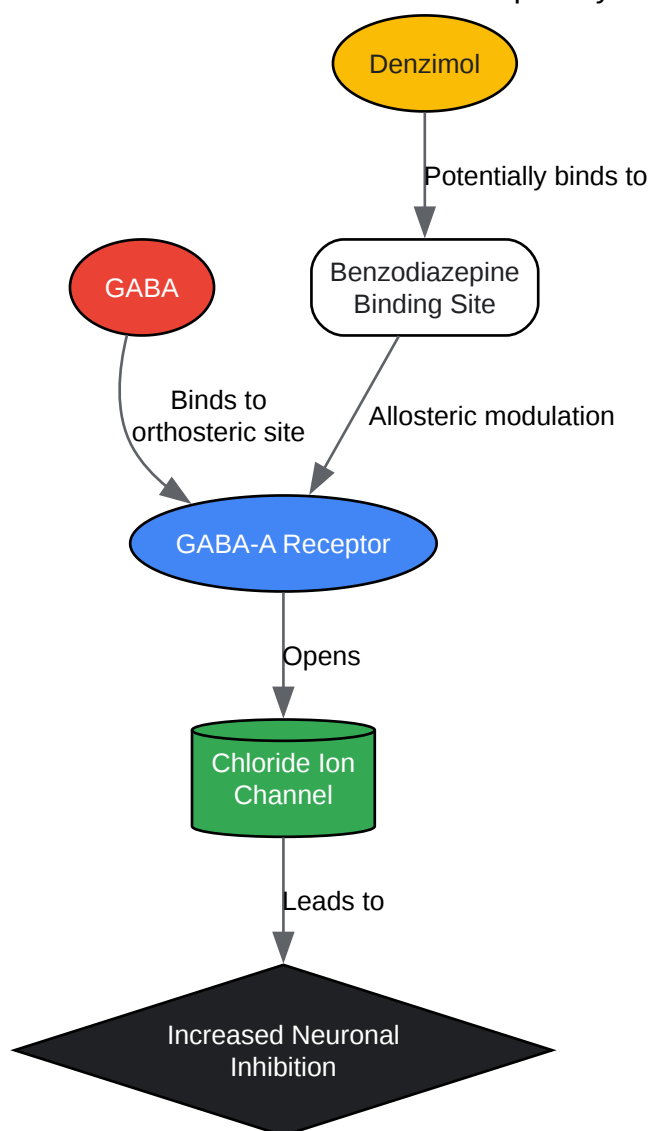 Denzimol
Potentially binds to
GABA
Benzodiazepine
Binding Site
Binds to
orthosteric site
Allosteric modulation
GABA-A Receptor
Opens
Chloride Ion
Channel
Leads to
Increased Neuronal
Inhibition